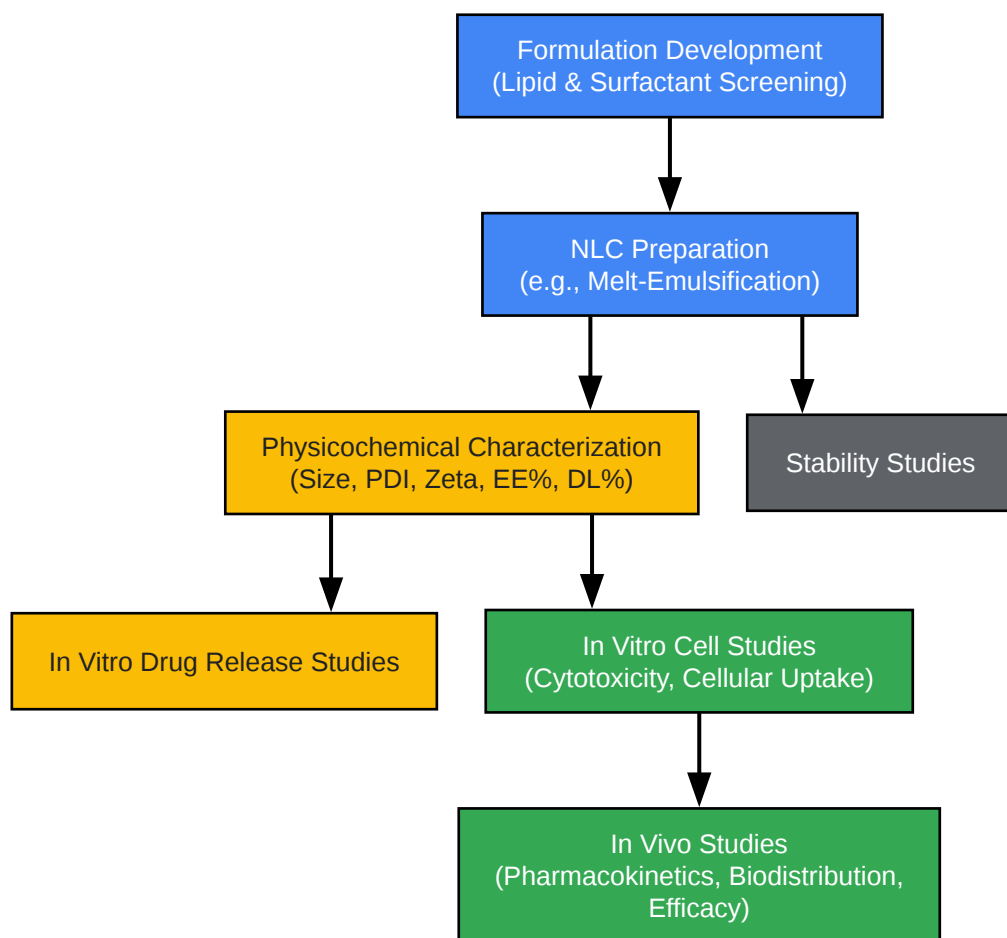 Formulation Development
(Lipid & Surfactant Screening)
NLC Preparation
(e.g., Melt-Emulsification)
Physicochemical Characterization
(Size, PDI, Zeta, EE%, DL%)
Stability Studies
In Vitro Drug Release Studies
In Vitro Cell Studies
(Cytotoxicity, Cellular Uptake)
In Vivo Studies
(Pharmacokinetics, Biodistribution,
Efficacy)